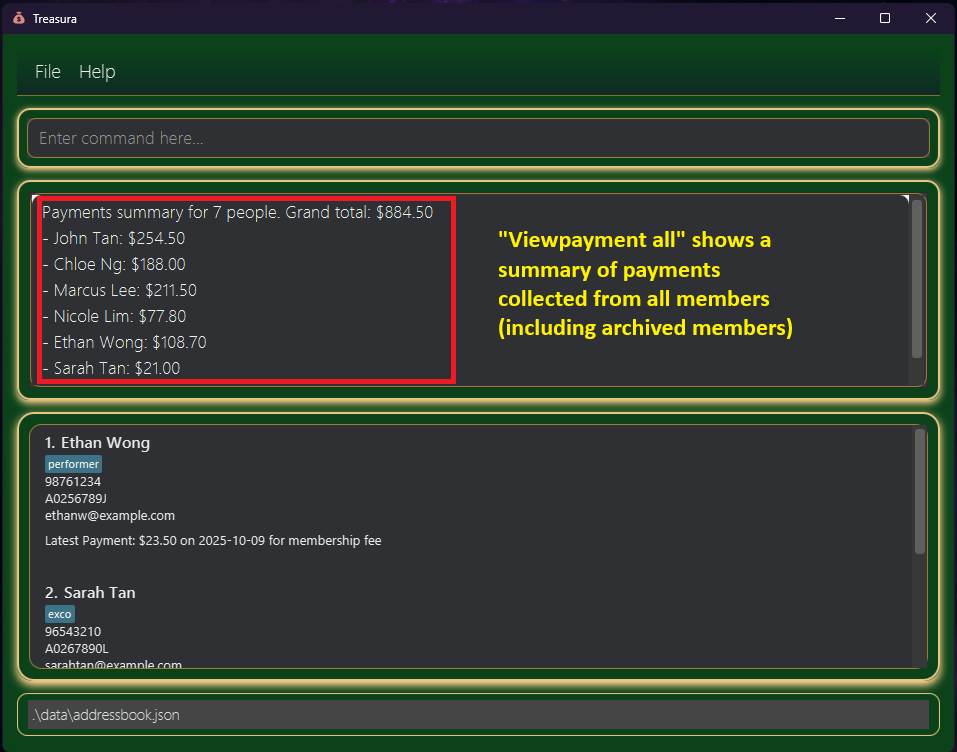 Treasura
File Help
Enter command here...
Payments summary for 7 people. Grand total: $884.50
- John Tan: $254.50
- Chloe Ng: $188.00
- Marcus Lee: $211.50
- Nicole Lim: $77.80
- Ethan Wong: $108.70
- Sarah Tan: $21.00
"Viewpayment all" shows a
summary of payments
collected from all members
(including archived members)
1. Ethan Wong
performer
98761234
A0256789J
ethanw@example.com
Latest Payment: $23.50 on 2025-10-09 for membership fee
2. Sarah Tan
exco
96543210
A0267890L
sarahtan@example.com
.\data\addressbook.json